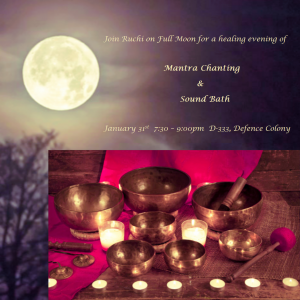 Join Ruchi on Full Moon for a healing evening of
Mantra Chanting
&
Sound Bath
January 31st 7:30 - 9:00pm D-333, Defence Colony